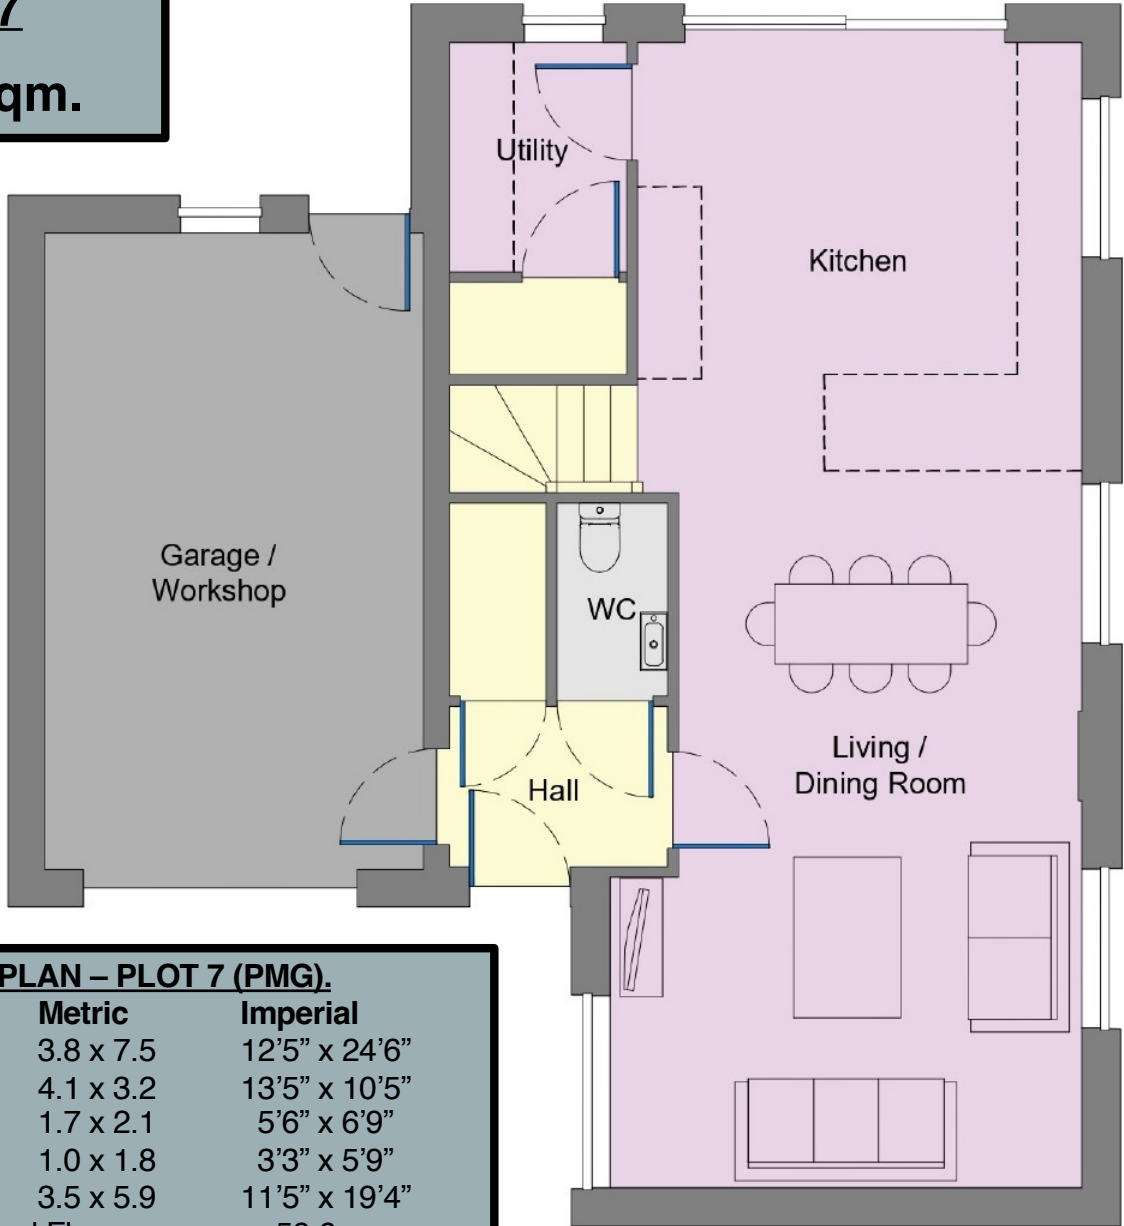 7
qm.
Utility
Kitchen
Garage /
Workshop
WC
Living /
Dining Room
Hall
PLAN – PLOT 7 (PMG).
Metric Imperial
3.8 x 7.5 12’5” x 24’6”
4.1 x 3.2 13’5” x 10’5”
1.7 x 2.1 5’6” x 6’9”
1.0 x 1.8 3’3” x 5’9”
3.5 x 5.9 11’5” x 19’4”